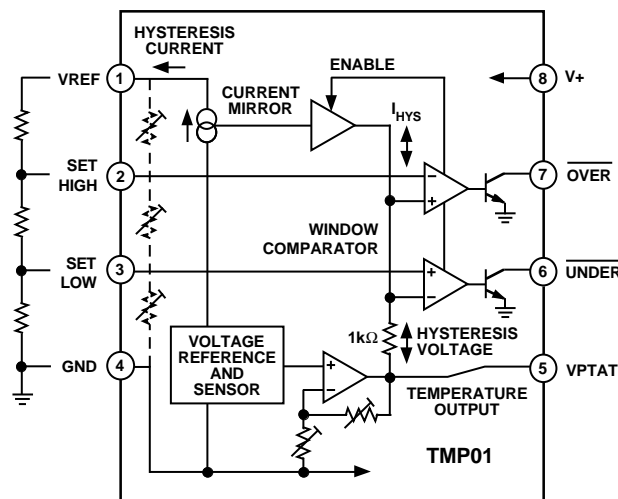 HYSTERESIS
CURRENT
VREF
1
CURRENT
MIRROR
ENABLE
I_HYS
8
V+
SET
HIGH
2
7
OVER
WINDOW
COMPARATOR
SET
LOW
3
6
UNDER
1kΩ
HYSTERESIS
VOLTAGE
GND
4
VOLTAGE
REFERENCE
AND
SENSOR
5
VPTAT
TEMPERATURE
OUTPUT
TMP01